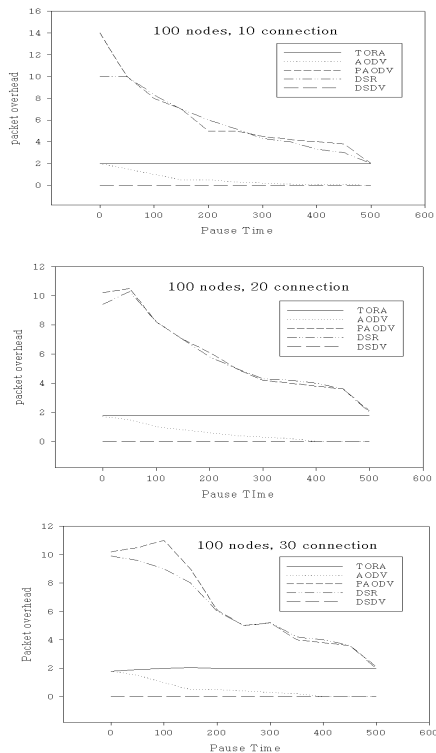 100 nodes, 10 connection
TORA
AODV
PAODV
DSR
DSDV
packet overhead
16
14
12
10
8
6
4
2
0
0 100 200 300 400 500 600
Pause Time
100 nodes, 20 connection
TORA
AODV
PAODV
DSR
DSDV
packet overhead
12
10
8
6
4
2
0
0 100 200 300 400 500 600
Pause TIme
100 nodes, 30 connection
TORA
AODV
PAODV
DSR
DSDV
Packet overhead
12
10
8
6
4
2
0
0 100 200 300 400 500 600
Pause Time